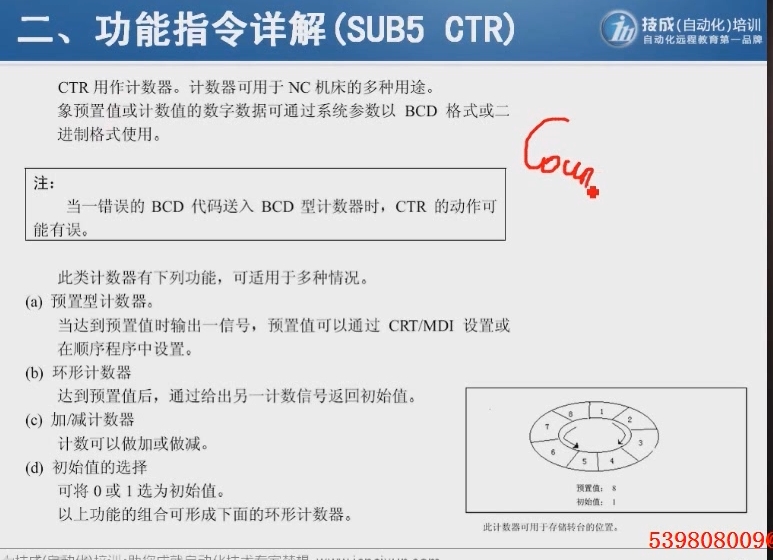 二、功能指令详解(SUB5 CTR)
技成(自动化)培训
自动化远程教育第一品牌
CTR 用作计数器。计数器可用于 NC 机床的多种用途。
象预置值或计数值的数字数据可通过系统参数以 BCD 格式或二
进制格式使用。
Coun
注:
当一错误的 BCD 代码送入 BCD 型计数器时，CTR 的动作可
能有误。
此类计数器有下列功能，可适用于多种情况。
(a) 预置型计数器。
当达到预置值时输出一信号，预置值可以通过 CRT/MDI 设置或
在顺序程序中设置。
(b) 环形计数器
达到预置值后，通过给出另一计数信号返回初始值。
(c) 加/减计数器
计数可以做加或做减。
(d) 初始值的选择
可将 0 或 1 选为初始值。
以上功能的组合可形成下面的环形计数器。
8 1 2
7 3
6 5 4
预置值: 8
初始值: 1
此计数器可用于存储转台的位置。
539808009